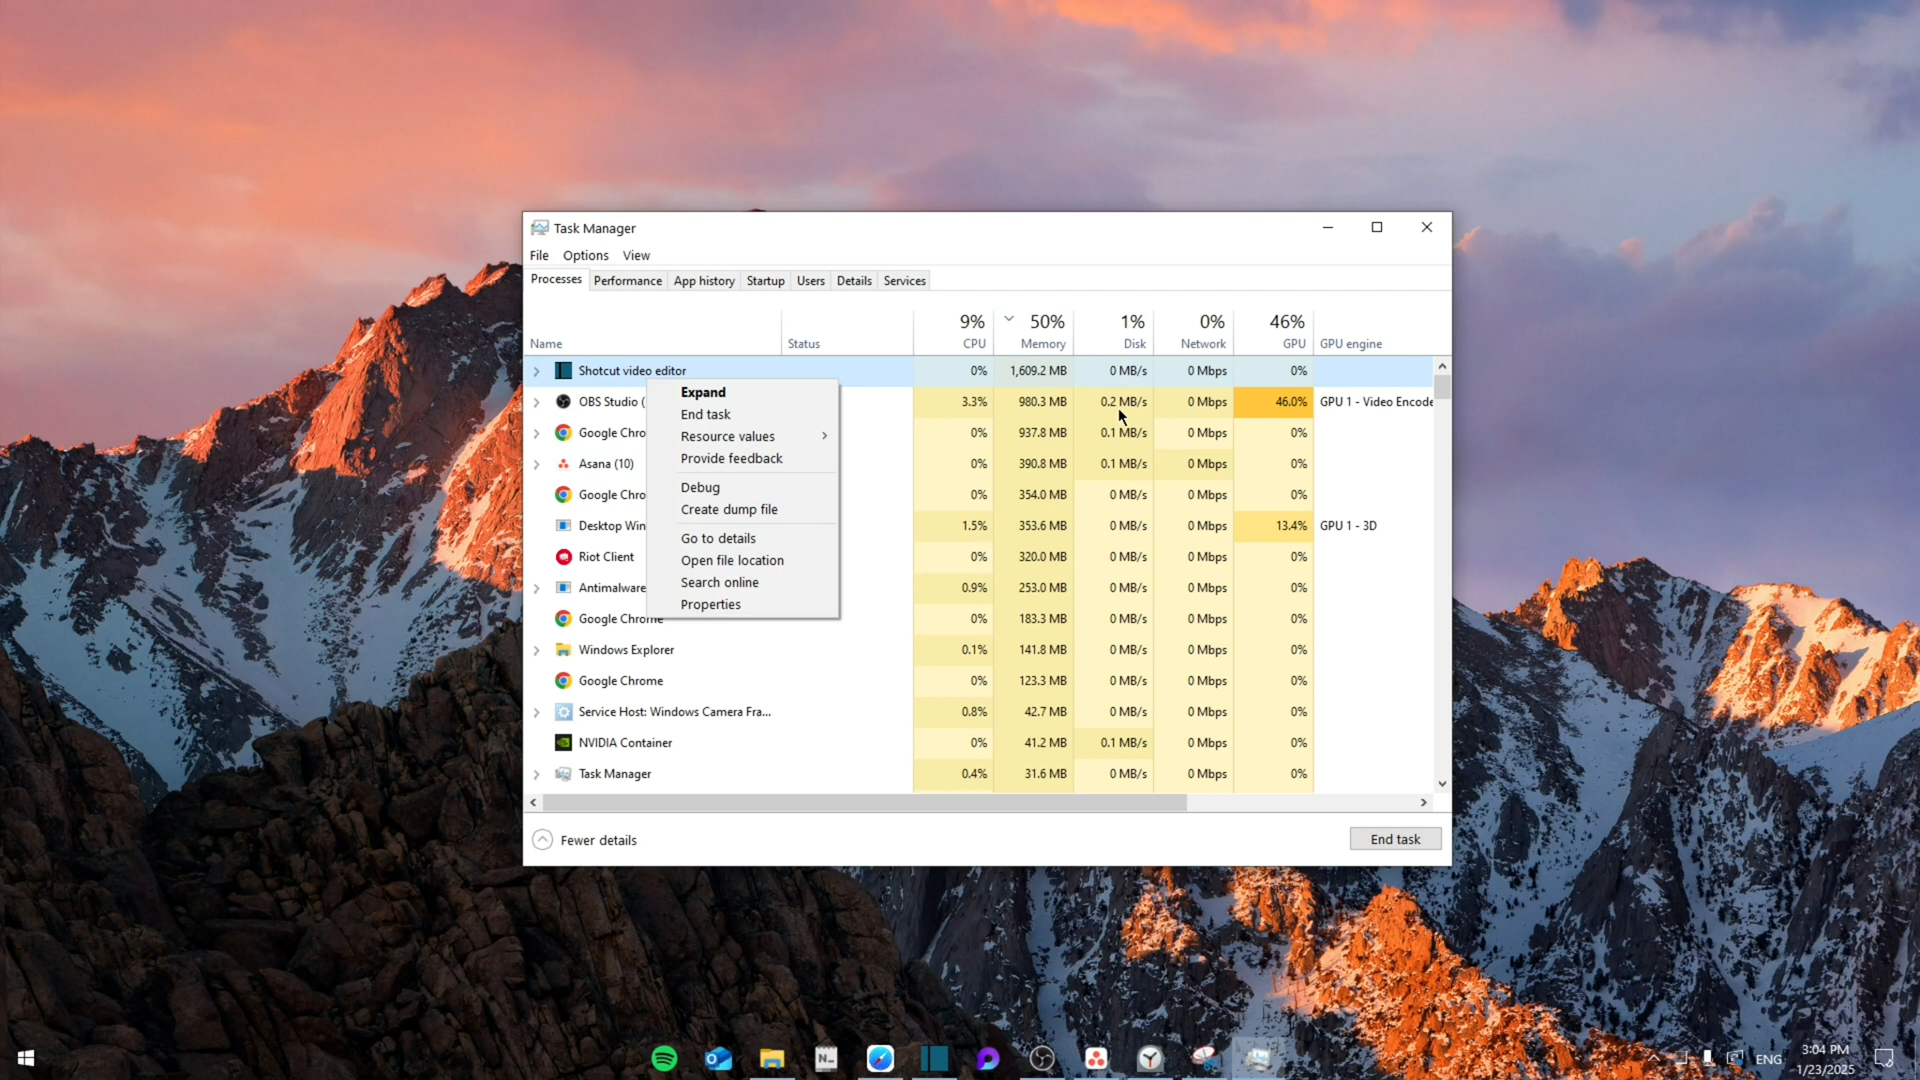 Task Manager
File Options View
Processes Performance App history Startup Users Details Services
9% 50% 1% 0% 46%
Name Status CPU Memory Disk Network GPU GPU engine
Shotcut video editor 0% 1,609.2 MB 0 MB/s 0 Mbps 0%
Expand
OBS Studio ( 3.3% 980.3 MB 0.2 MB/s 0 Mbps 46.0% GPU 1 - Video Encode
End task
Google Chro 0% 937.8 MB 0.1 MB/s 0 Mbps 0%
Resource values
Provide feedback
Asana (10) 0% 390.8 MB 0.1 MB/s 0 Mbps 0%
Debug
Google Chro 0% 354.0 MB 0 MB/s 0 Mbps 0%
Create dump file
Desktop Win 1.5% 353.6 MB 0 MB/s 0 Mbps 13.4% GPU 1 - 3D
Go to details
Riot Client 0% 320.0 MB 0 MB/s 0 Mbps 0%
Open file location
Search online
Antimalware 0.9% 253.0 MB 0 MB/s 0 Mbps 0%
Properties
Google Chrome 0% 183.3 MB 0 MB/s 0 Mbps 0%
Windows Explorer 0.1% 141.8 MB 0 MB/s 0 Mbps 0%
Google Chrome 0% 123.3 MB 0 MB/s 0 Mbps 0%
Service Host: Windows Camera Fra... 0.8% 42.7 MB 0 MB/s 0 Mbps 0%
NVIDIA Container 0% 41.2 MB 0.1 MB/s 0 Mbps 0%
Task Manager 0.4% 31.6 MB 0 MB/s 0 Mbps 0%
Fewer details End task
ENG 3:04 PM
1/23/2025